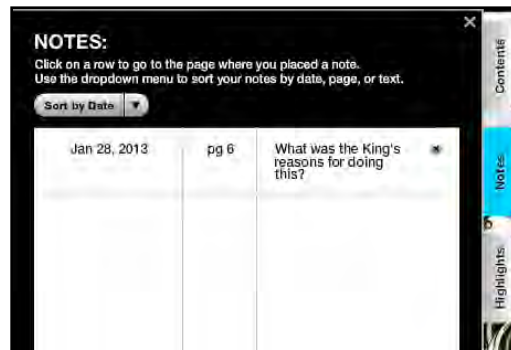 NOTES:
Click on a row to go to the page where you placed a note.
Use the dropdown menu to sort your notes by date, page, or text.
Sort by Date
Jan 28, 2013
pg 6
What was the King's
reasons for doing
this?
Contents
Notes
Highlights